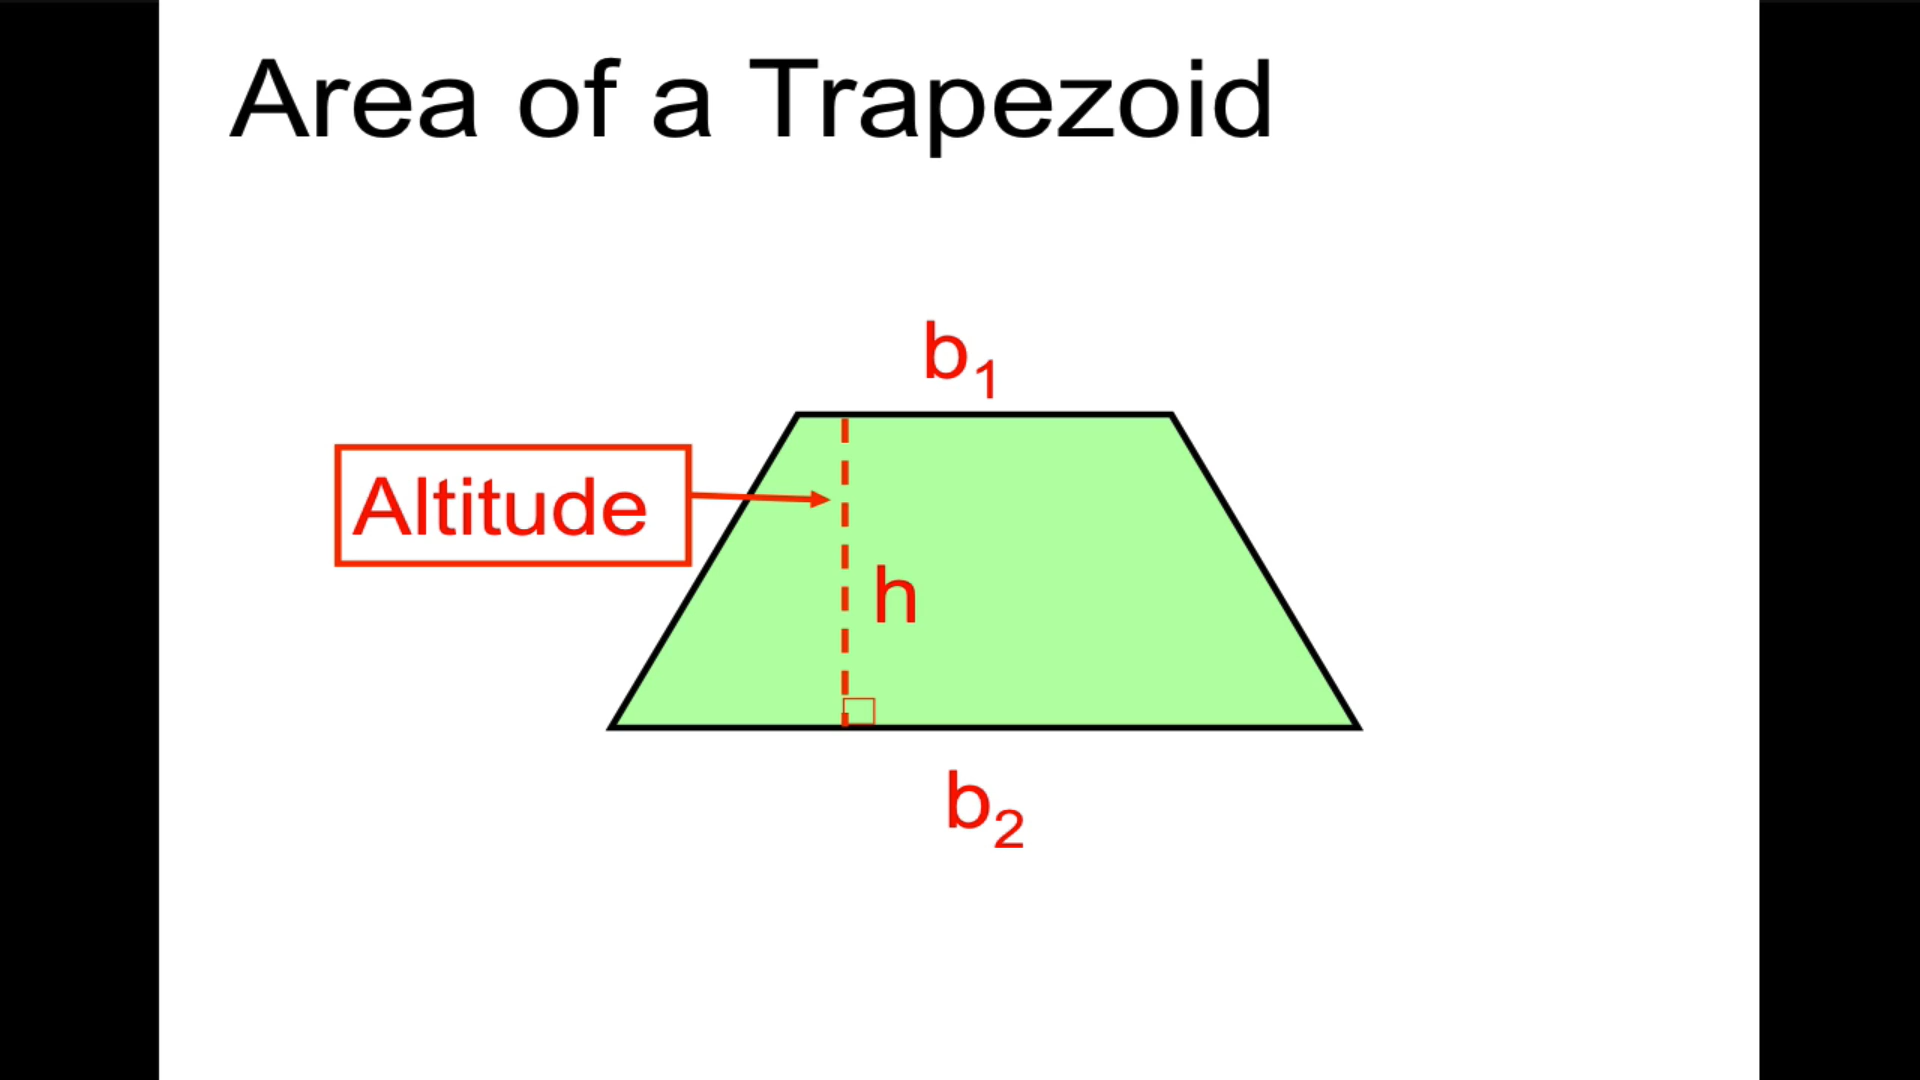 Area of a Trapezoid
b₁
Altitude
h
b₂